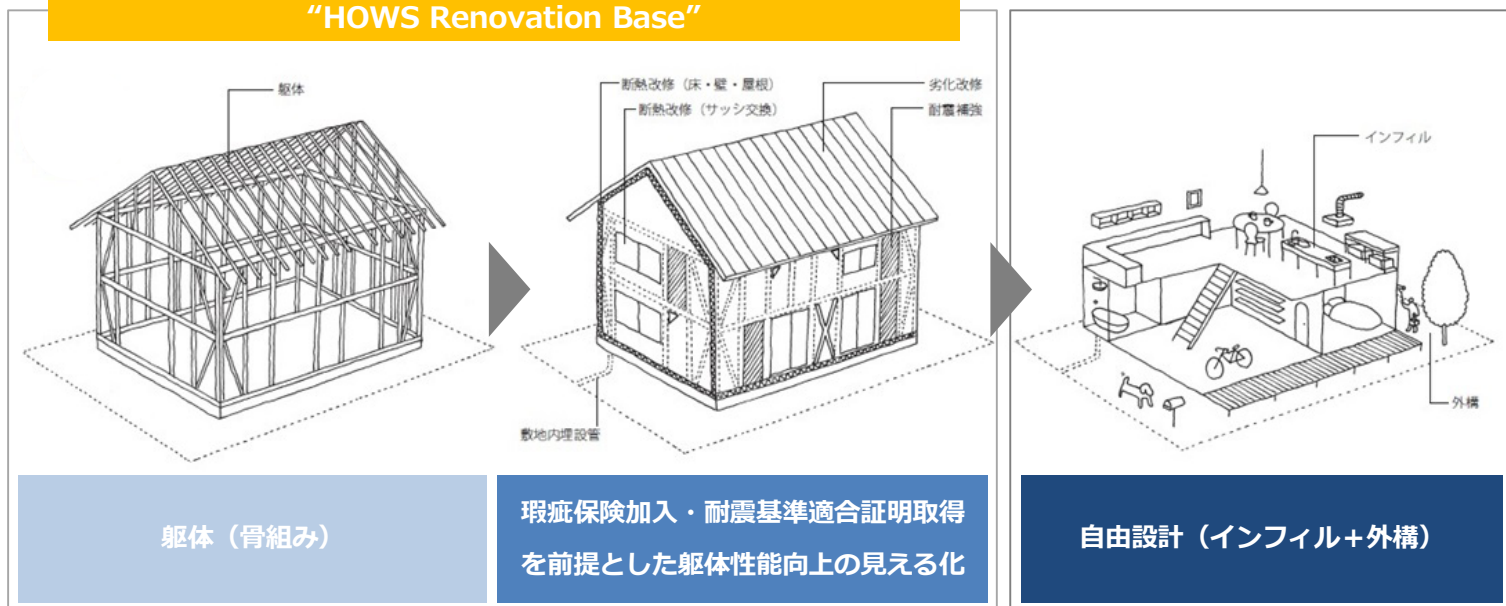 “HOWS Renovation Base”
躯体
断熱改修（床・壁・屋根）
断熱改修（サッシ交換）
劣化改修
耐震補強
敷地内埋設管
インフィル
外構
躯体（骨組み）
瑕疵保険加入・耐震基準適合証明取得
を前提とした躯体性能向上の見える化
自由設計（インフィル＋外構）